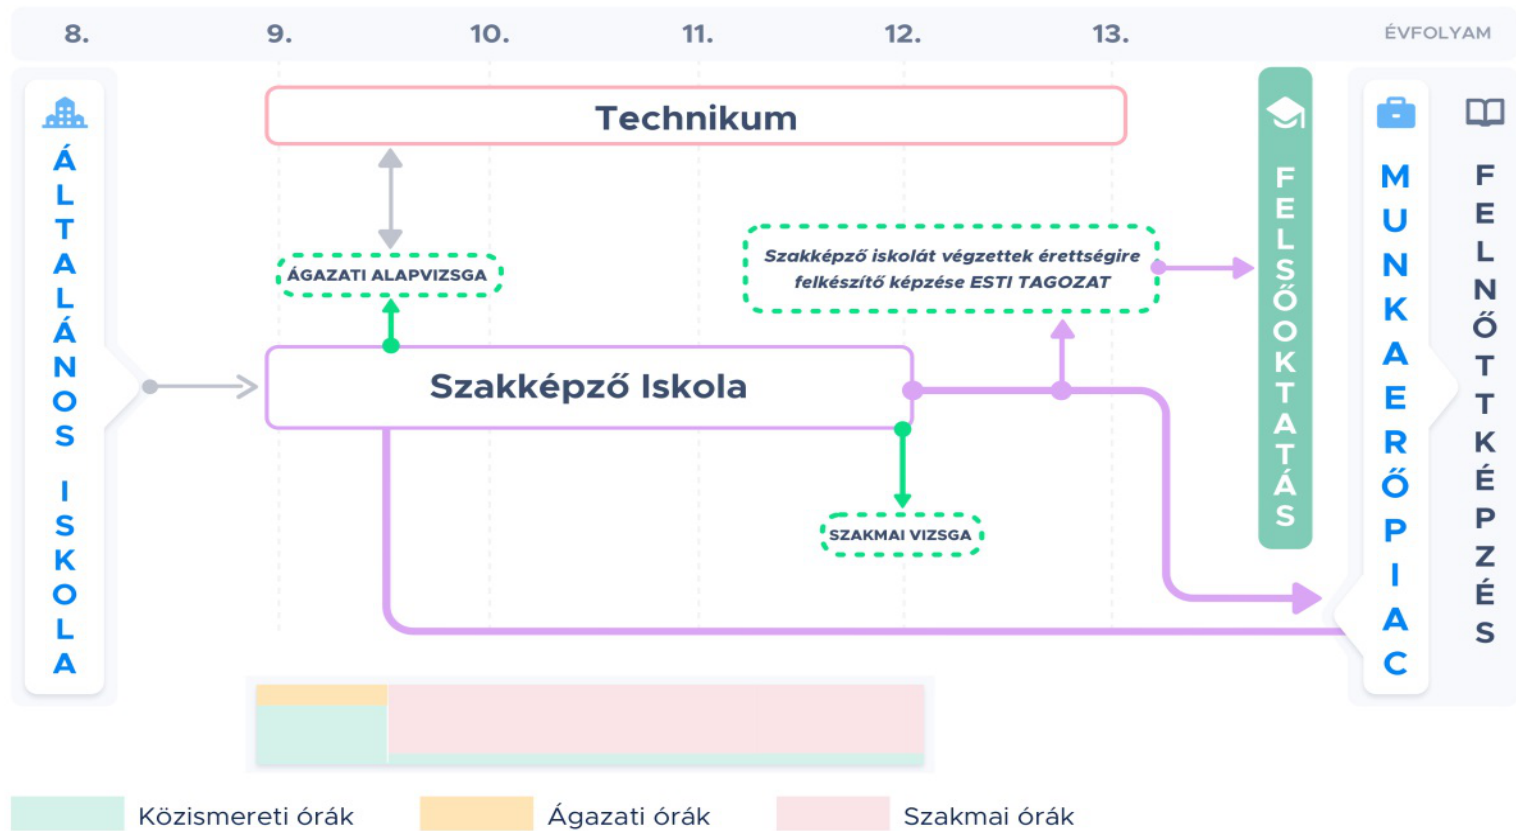 8. 9. 10. 11. 12. 13. ÉVFOLYAM
ÁLTALÁNOS ISKOLA
Technikum
ÁGAZATI ALAPVIZSGA
Szakképző iskolát végzettek érettségire
felkészítő képzése ESTI TAGOZAT
Szakképző Iskola
SZAKMAI VIZSGA
FELSŐOKTATÁS
MUNKAERŐPIAC
FELNŐTTKÉPZÉS
Közismereti órák
Ágazati órák
Szakmai órák